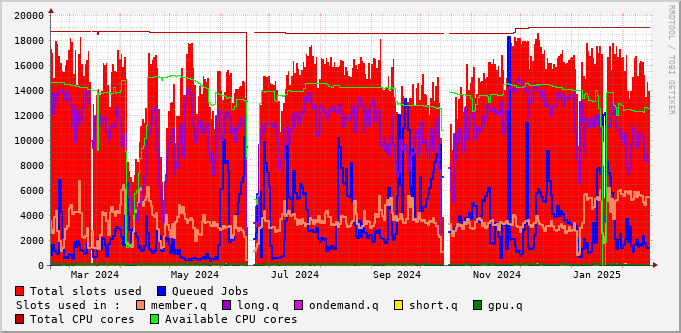 20000
18000
16000
14000
12000
10000
8000
6000
4000
2000
0
Mar 2024 May 2024 Jul 2024 Sep 2024 Nov 2024 Jan 2025
Total slots used Queued Jobs
Slots used in : member.q long.q ondemand.q short.q gpu.q
Total CPU cores Available CPU cores
RRDTOOL / TOBI OETIKER